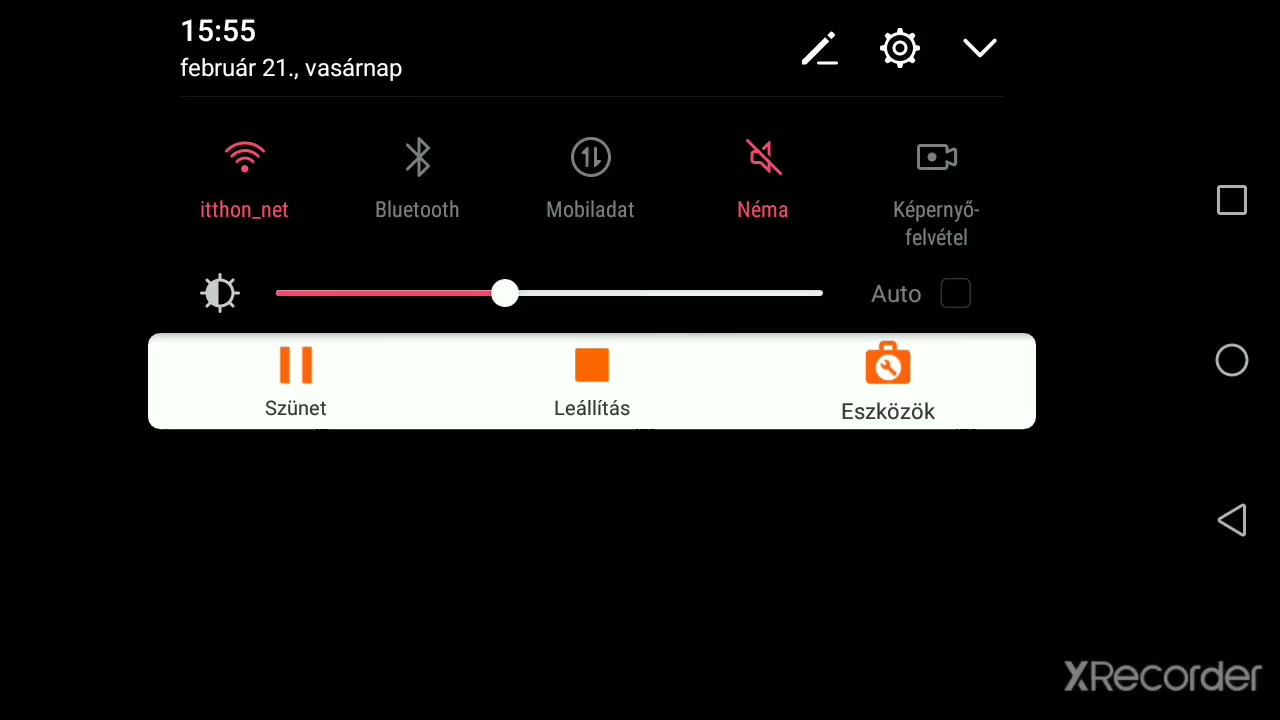 15:55
február 21., vasárnap
itthon_net
Bluetooth
Mobiladat
Néma
Képernyő-
felvétel
Auto
Szünet
Leállítás
Eszközök
XRecorder